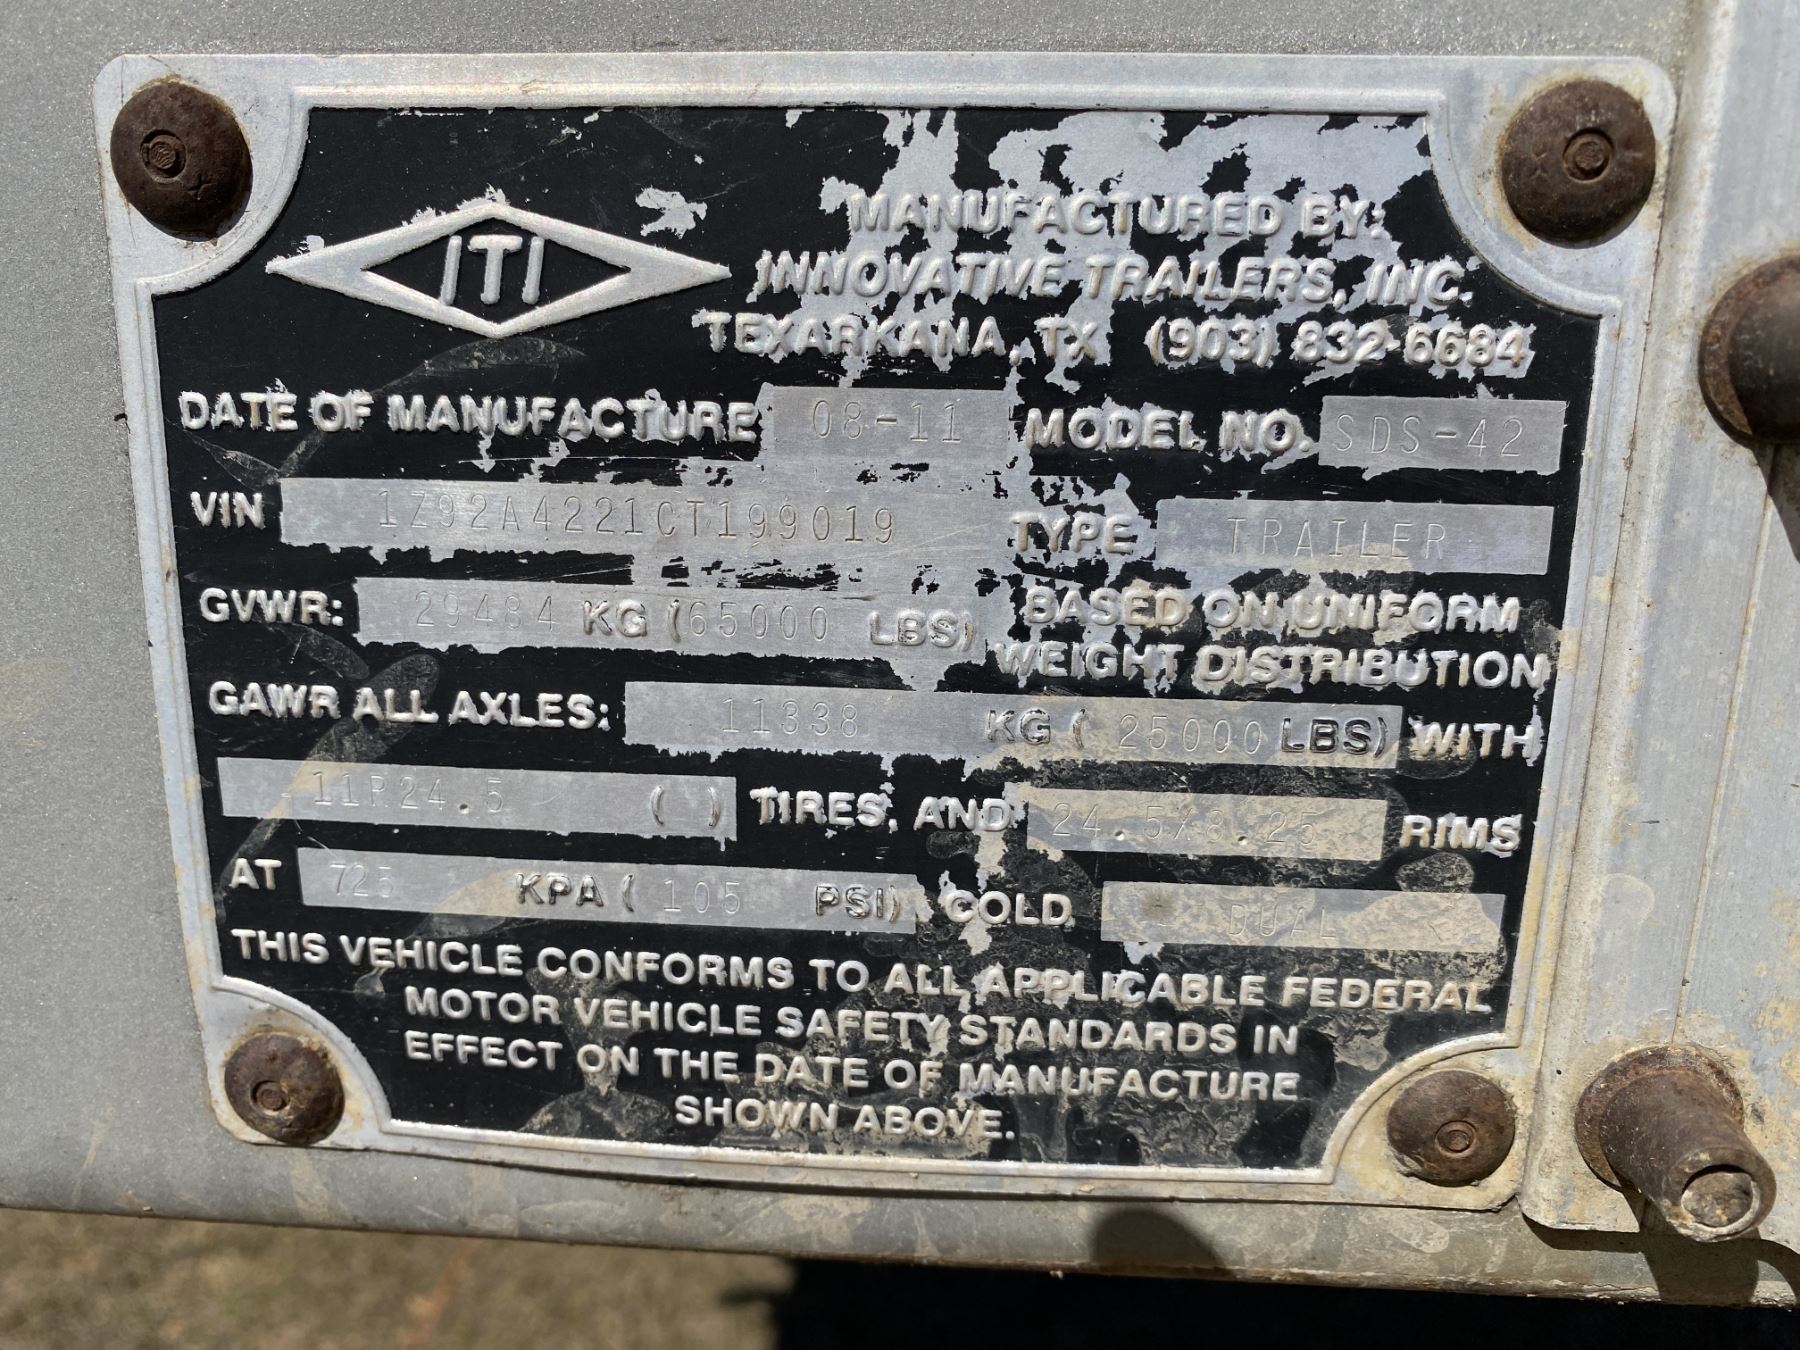 ITI
MANUFACTURED BY:
INNOVATIVE TRAILERS, INC.
TEXARKANA, TX (903) 832-6684
DATE OF MANUFACTURE 08-11 MODEL NO. SDS-42
VIN 1Z92A4221CT199019 TYPE TRAILER
GVWR: 29484 KG (65000 LBS) BASED ON UNIFORM
WEIGHT DISTRIBUTION
GAWR ALL AXLES: 11338 KG ( 25000 LBS) WITH
11R24.5 ( ) TIRES, AND 24.5X8.25 RIMS
AT 725 KPA ( 105 PSI) COLD DUAL
THIS VEHICLE CONFORMS TO ALL APPLICABLE FEDERAL
MOTOR VEHICLE SAFETY STANDARDS IN
EFFECT ON THE DATE OF MANUFACTURE
SHOWN ABOVE.